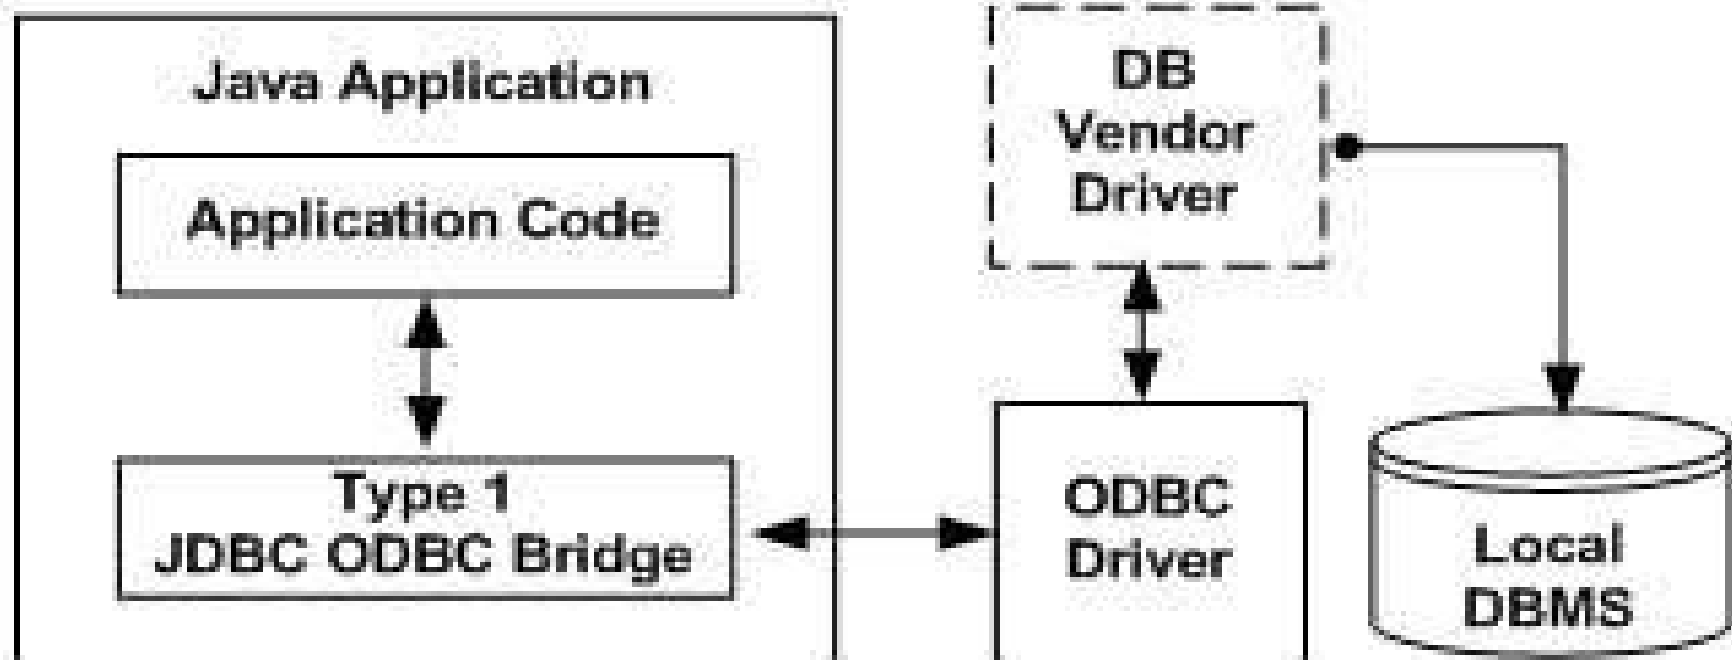 Java Application
Application Code
Type 1
JDBC ODBC Bridge
DB
Vendor
Driver
ODBC
Driver
Local
DBMS